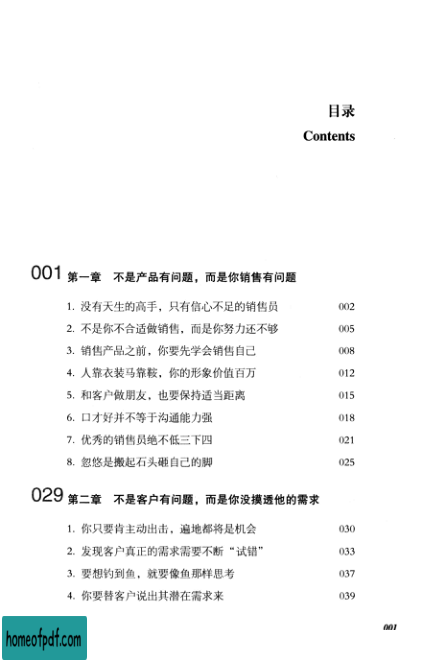 目录
Contents
001 第一章 不是产品有问题，而是你销售有问题
1. 没有天生的高手，只有信心不足的销售员 002
2. 不是你不合适做销售，而是你努力还不够 005
3. 销售产品之前，你要先学会销售自己 008
4. 人靠衣装马靠鞍，你的形象价值百万 012
5. 和客户做朋友，也要保持适当距离 015
6. 口才好并不等于沟通能力强 018
7. 优秀的销售员绝不低三下四 021
8. 忽悠是搬起石头砸自己的脚 025
029 第二章 不是客户有问题，而是你没摸透他的需求
1. 你只要肯主动出击，遍地都将是机会 030
2. 发现客户真正的需求需要不断“试错” 033
3. 要想钓到鱼，就要像鱼那样思考 037
4. 你要替客户说出其潜在需求来 039
001
homeofpdf.com